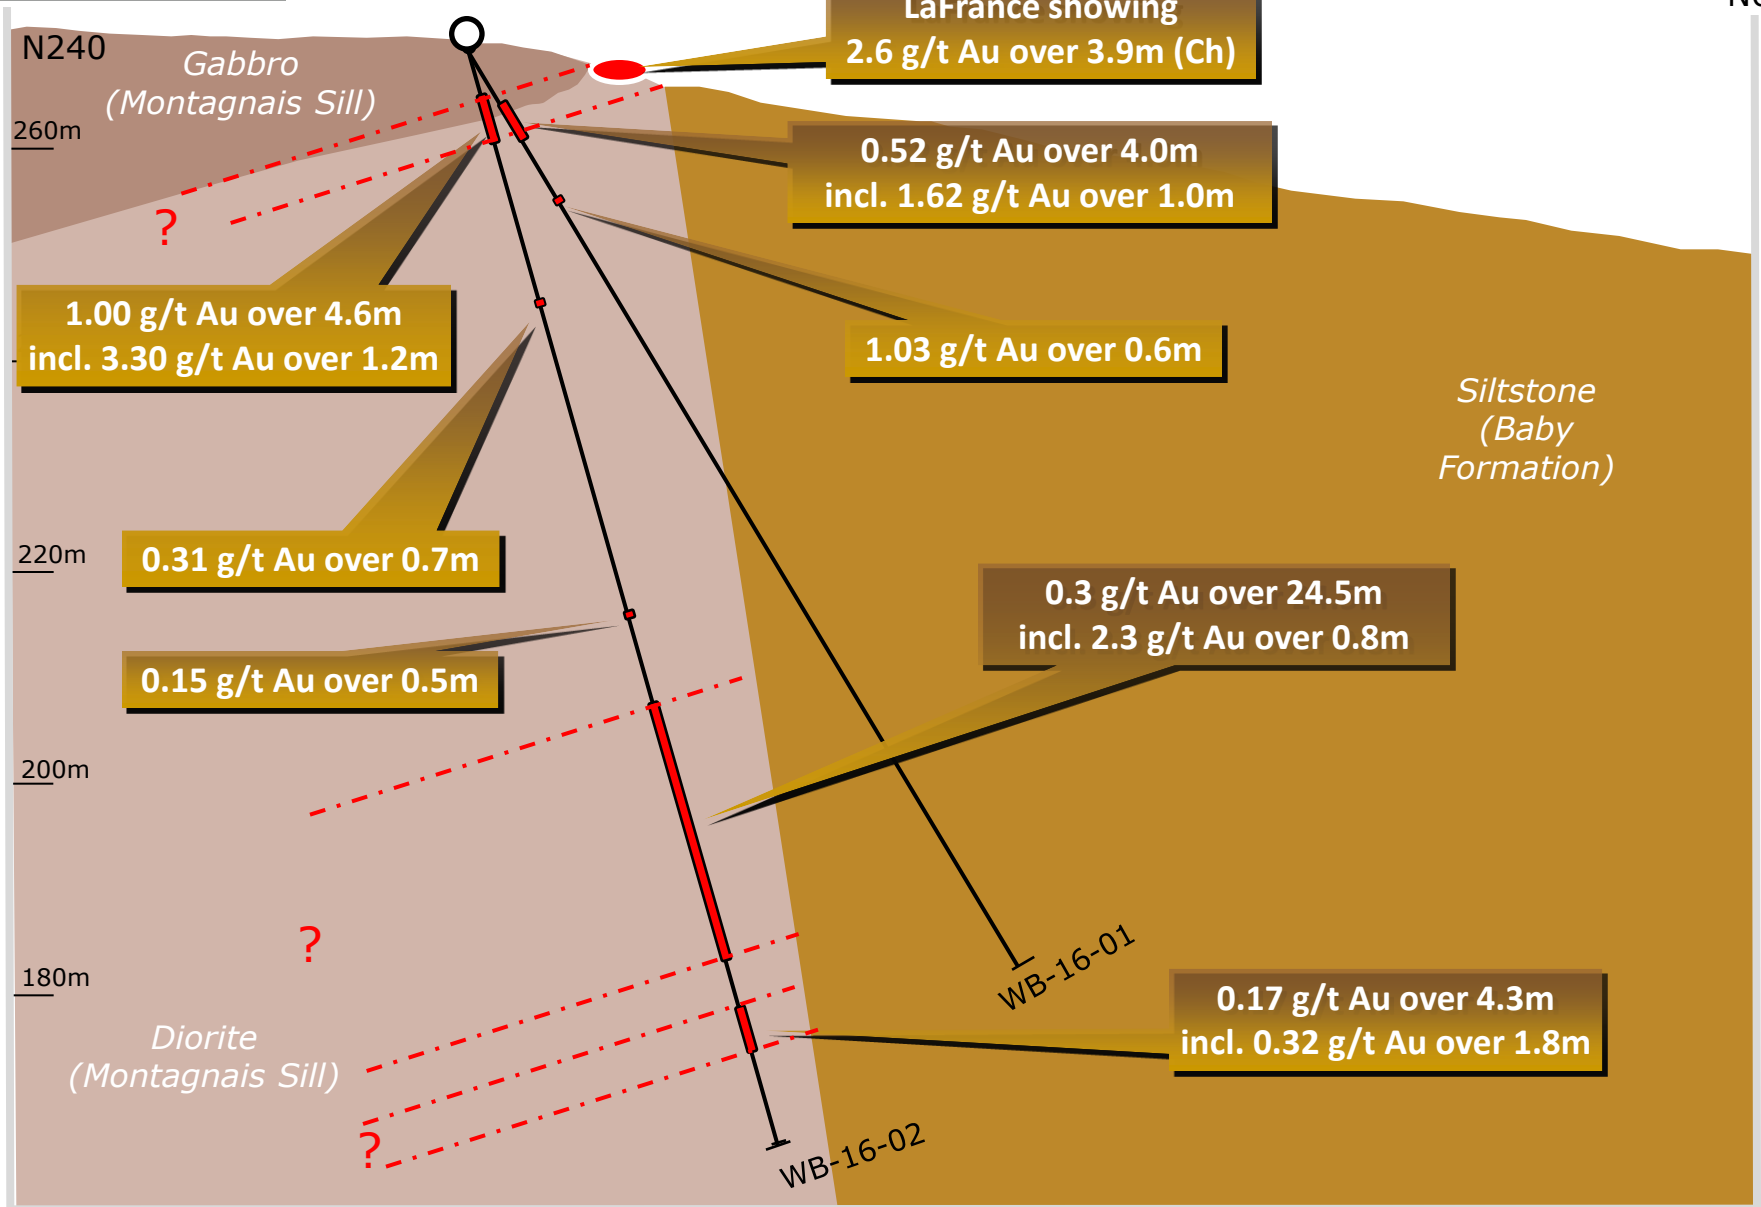 LaFrance showing
2.6 g/t Au over 3.9m (Ch)
N240
Gabbro
(Montagnais Sill)
260m
0.52 g/t Au over 4.0m
incl. 1.62 g/t Au over 1.0m
?
1.00 g/t Au over 4.6m
incl. 3.30 g/t Au over 1.2m
1.03 g/t Au over 0.6m
Siltstone
(Baby
Formation)
220m
0.31 g/t Au over 0.7m
0.3 g/t Au over 24.5m
incl. 2.3 g/t Au over 0.8m
0.15 g/t Au over 0.5m
200m
?
180m
WB-16-01
0.17 g/t Au over 4.3m
incl. 0.32 g/t Au over 1.8m
Diorite
(Montagnais Sill)
?
WB-16-02